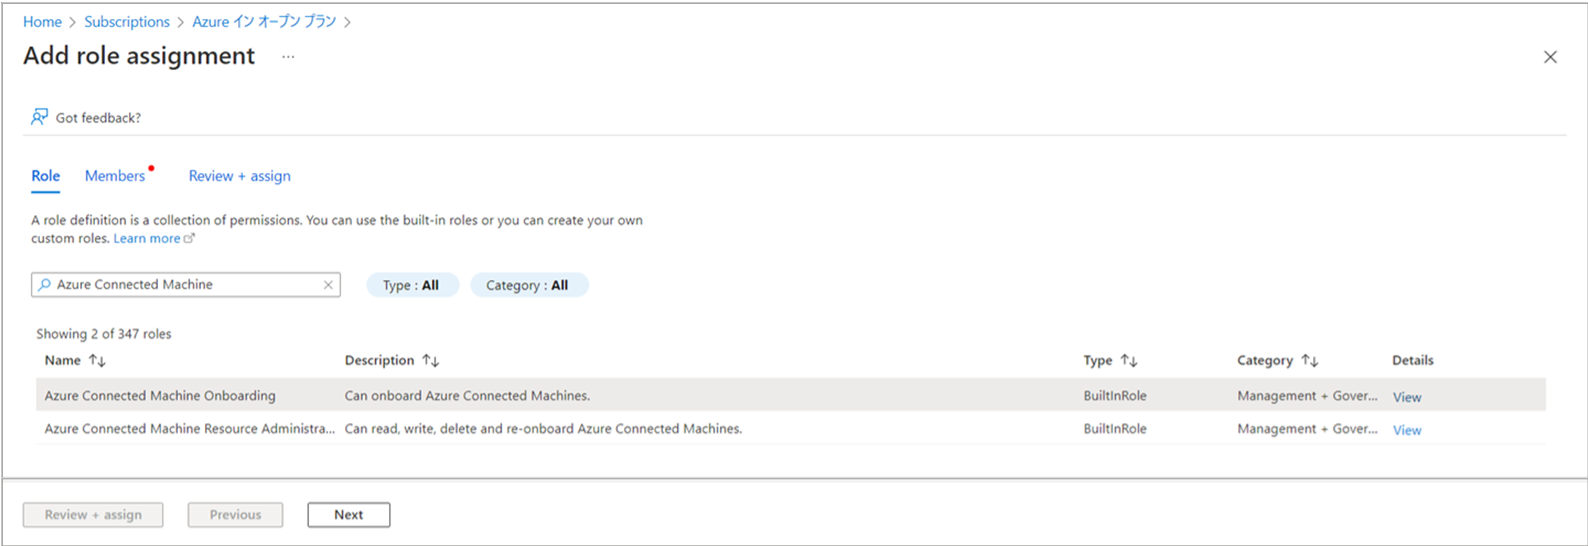 Home > Subscriptions > Azure イン オープン プラン >
Add role assignment ...
Got feedback?
Role Members Review + assign
A role definition is a collection of permissions. You can use the built-in roles or you can create your own
custom roles. Learn more
Azure Connected Machine Type : All Category : All
Showing 2 of 347 roles
Name Description Type Category Details
Azure Connected Machine Onboarding Can onboard Azure Connected Machines. BuiltInRole Management + Gover... View
Azure Connected Machine Resource Administra... Can read, write, delete and re-onboard Azure Connected Machines. BuiltInRole Management + Gover... View
Review + assign Previous Next